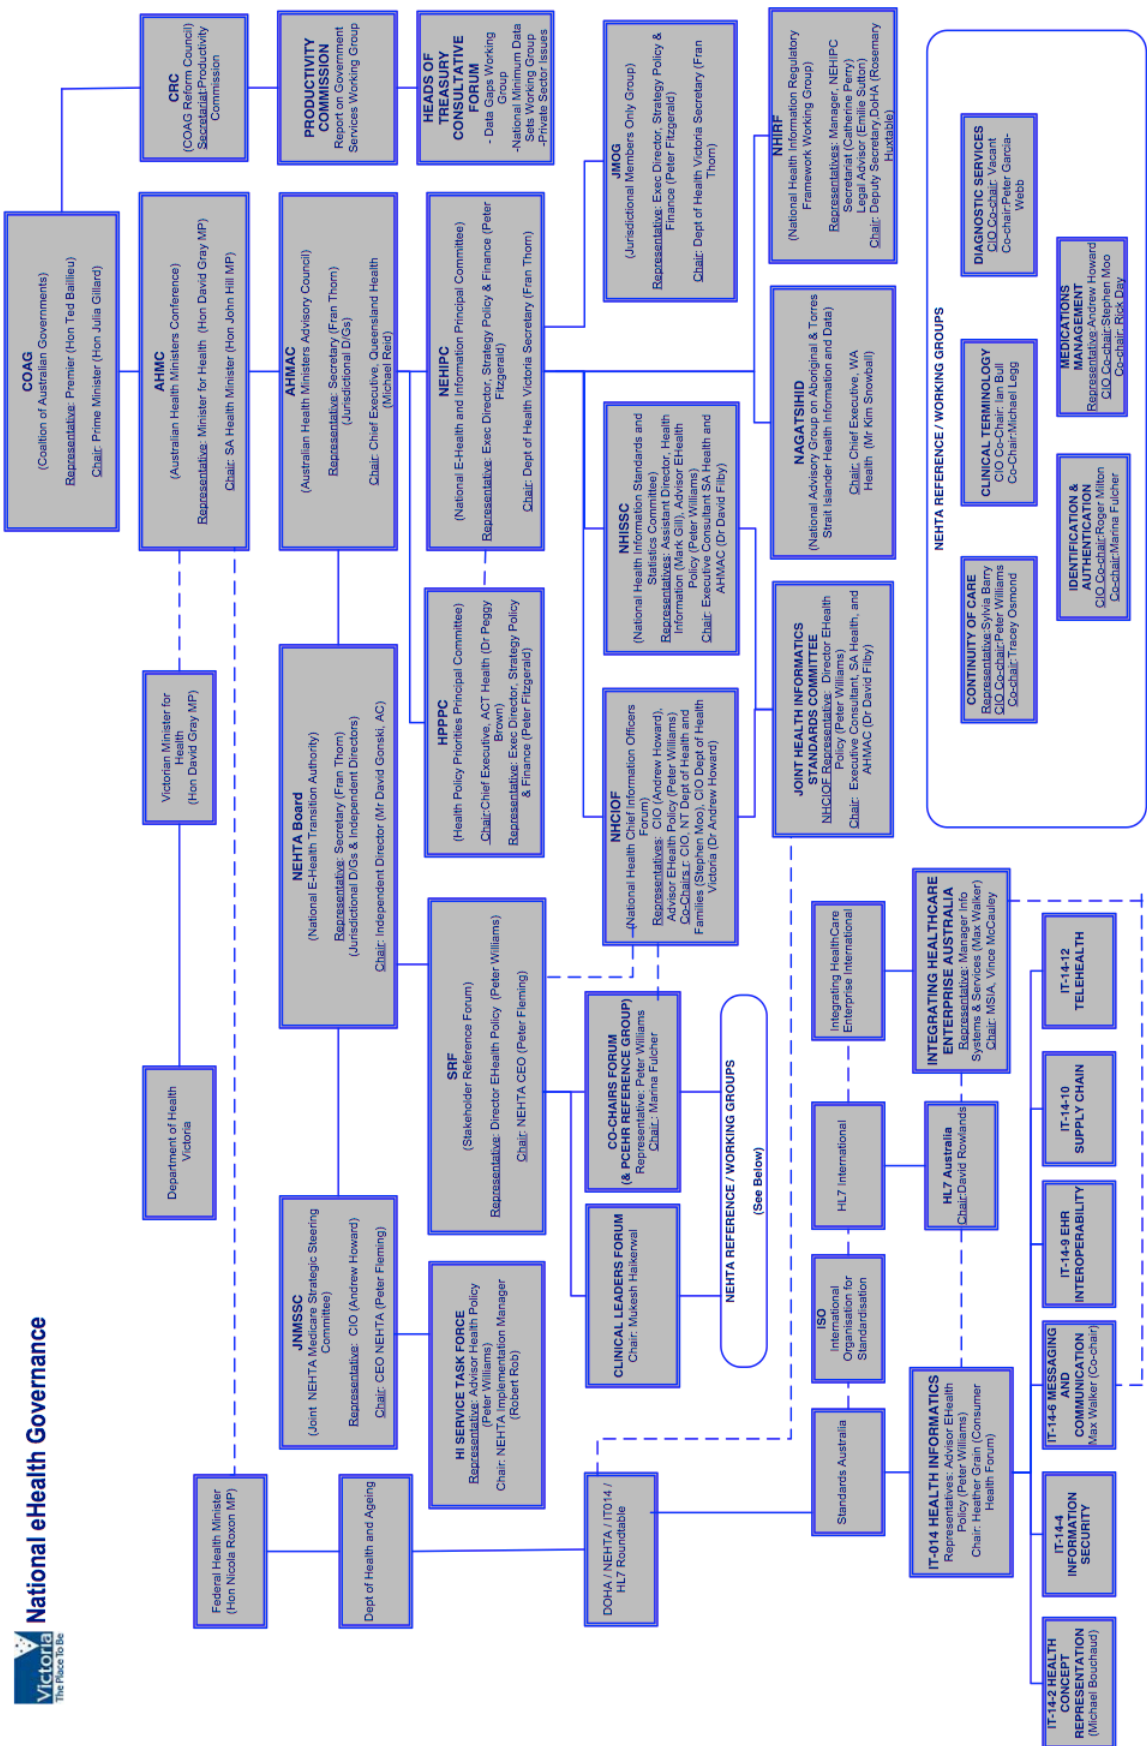 Victoria
The Place To Be
National eHealth Governance
COAG
(Coalition of Australian Governments)
Representative: Premier (Hon Ted Baillieu)
Chair: Prime Minister (Hon Julia Gillard)
CRC
(COAG Reform Council)
Secretariat:Productivity
Commission
Federal Health Minister
(Hon Nicola Roxon MP)
Department of Health
Victoria
Victorian Minister for
Health
(Hon David Gray MP)
AHMC
(Australian Health Ministers Conference)
Representative: Minister for Health (Hon David Gray MP)
Chair: SA Health Minister (Hon John Hill MP)
PRODUCTIVITY
COMMISSION
Report on Government
Services Working Group
Dept of Health and Ageing
JNMSSC
(Joint NEHTA Medicare Strategic Steering
Committee)
Representative: CIO (Andrew Howard)
Chair: CEO NEHTA (Peter Fleming)
NEHTA Board
(National E-Health Transition Authority)
Representative: Secretary (Fran Thorn)
(Jurisdictional D/Gs & Independent Directors)
Chair: Independent Director (Mr David Gonski, AC)
AHMAC
(Australian Health Ministers Advisory Council)
Representative: Secretary (Fran Thorn)
(Jurisdictional D/Gs)
Chair: Chief Executive, Queensland Health
(Michael Reid)
HEADS OF
TREASURY
CONSULTATIVE
FORUM
- Data Gaps Working
Group
-National Minimum Data
Sets Working Group
-Private Sector Issues
HI SERVICE TASK FORCE
Representative: Advisor Health Policy
(Peter Williams)
Chair: NEHTA Implementation Manager
(Robert Rob)
SRF
(Stakeholder Reference Forum)
Representative: Director EHealth Policy (Peter Williams)
Chair: NEHTA CEO (Peter Fleming)
HPPPC
(Health Policy Priorities Principal Committee)
Chair:Chief Executive, ACT Health (Dr Peggy
Brown)
Representative: Exec Director, Strategy Policy
& Finance (Peter Fitzgerald)
NEHIPC
(National E-Health and Information Principal Committee)
Representative: Exec Director, Strategy Policy & Finance (Peter
Fitzgerald)
Chair: Dept of Health Victoria Secretary (Fran Thorn)
DOHA / NEHTA / IT014 /
HL7 Roundtable
CLINICAL LEADERS FORUM
Chair: Mukesh Haikerwal
CO-CHAIRS FORUM
(& PCEHR REFERENCE GROUP)
Representative: Peter Williams
Chair : Marina Fulcher
NHCIOF
(National Health Chief Information Officers
Forum)
Representatives: CIO (Andrew Howard),
Advisor EHealth Policy (Peter Williams)
Co-Chairs : CIO, NT Dept of Health and
Families (Stephen Moo), CIO Dept of Health
Victoria (Dr Andrew Howard)
NHISSC
(National Health Information Standards and
Statistics Committee)
Representatives: Assistant Director, Health
Information (Mark Gill), Advisor EHealth
Policy (Peter Williams)
Chair: Executive Consultant SA Health and
AHMAC (Dr David Filby)
JMOG
(Jurisdictional Members Only Group)
Representative: Exec Director, Strategy Policy &
Finance (Peter Fitzgerald)
Chair: Dept of Health Victoria Secretary (Fran
Thorn)
NEHTA REFERENCE / WORKING GROUPS
(See Below)
Standards Australia
ISO
International
Organisation for
Standardisation
HL7 International
Integrating HealthCare
Enterprise International
JOINT HEALTH INFORMATICS
STANDARDS COMMITTEE
NHCIOF Representative: Director EHealth
Policy (Peter Williams)
Chair: Executive Consultant, SA Health, and
AHMAC (Dr David Filby)
NAGATSIHID
(National Advisory Group on Aboriginal & Torres
Strait Islander Health Information and Data)
Chair: Chief Executive, WA
Health (Mr Kim Snowball)
NHIRF
(National Health Information Regulatory
Framework Working Group)
Representatives: Manager, NEHIPC
Secretariat (Catherine Perry)
Legal Advisor (Emilie Sutton)
Chair: Deputy Secretary,DoHA (Rosemary
Huxtable)
IT-014 HEALTH INFORMATICS
Representatives: Advisor EHealth
Policy (Peter Williams)
Chair: Heather Grain (Consumer
Health Forum)
HL7 Australia
Chair:David Rowlands
INTEGRATING HEALTHCARE
ENTERPRISE AUSTRALIA
Representative: Manager Info
Systems & Services (Max Walker)
Chair: MSIA, Vince McCauley
IT-14-2 HEALTH
CONCEPT
REPRESENTATION
(Michael Bouchaud)
IT-14-4
INFORMATION
SECURITY
IT-14-6 MESSAGING
AND
COMMUNICATION
Max Walker (Co-chair)
IT-14-9 EHR
INTEROPERABILITY
IT-14-10
SUPPLY CHAIN
IT-14-12
TELEHEALTH
NEHTA REFERENCE / WORKING GROUPS
CONTINUITY OF CARE
Representative:Sylvia Barry
CIO Co-chair:Peter Williams
Co-chair:Tracey Osmond
CLINICAL TERMINOLOGY
CIO Co-Chair: Ian Bull
Co-Chair:Michael Legg
DIAGNOSTIC SERVICES
CIO Co-chair: Vacant
Co-chair:Peter Garcia-
Webb
IDENTIFICATION &
AUTHENTICATION
CIO Co-chair:Roger Milton
Co-chair:Marina Fulcher
MEDICATIONS
MANAGEMENT
Representative:Andrew Howard
CIO Co-chair:Stephen Moo
Co-chair: Rick Day